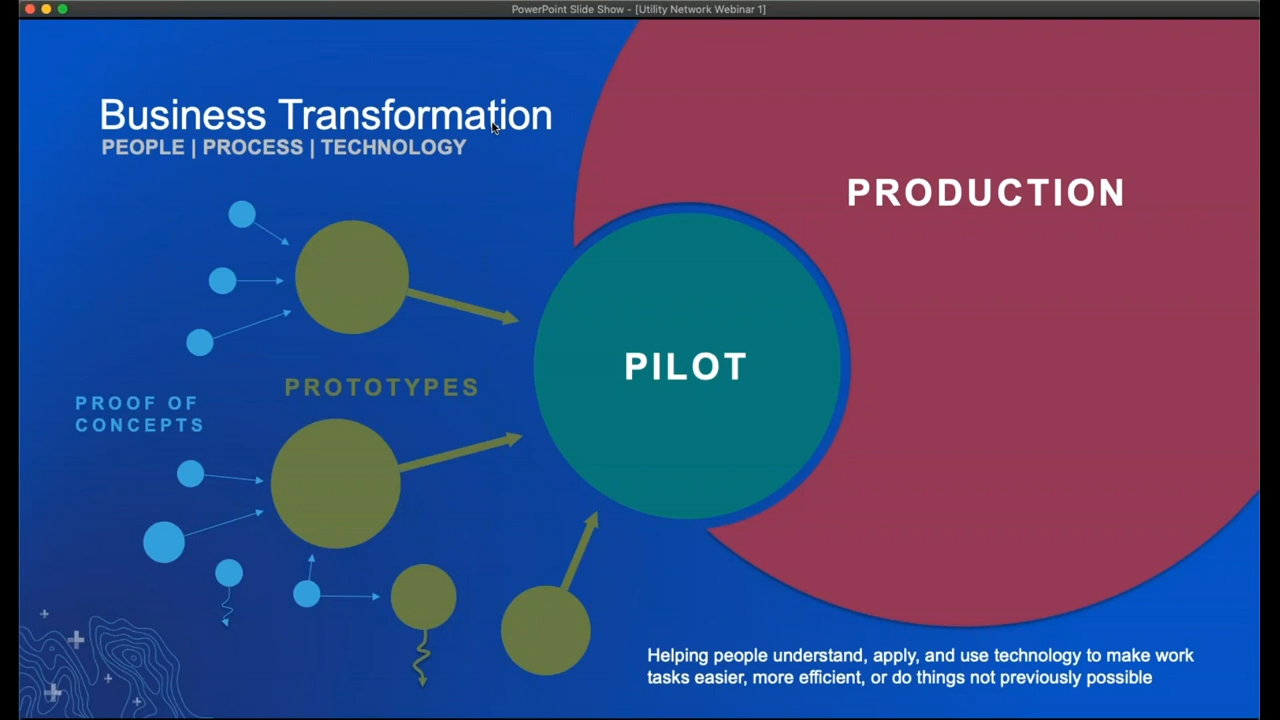 PowerPoint Slide Show - [Utility Network Webinar 1]
Business Transformation
PEOPLE | PROCESS | TECHNOLOGY
PRODUCTION
PILOT
PROTOTYPES
PROOF OF
CONCEPTS
Helping people understand, apply, and use technology to make work
tasks easier, more efficient, or do things not previously possible